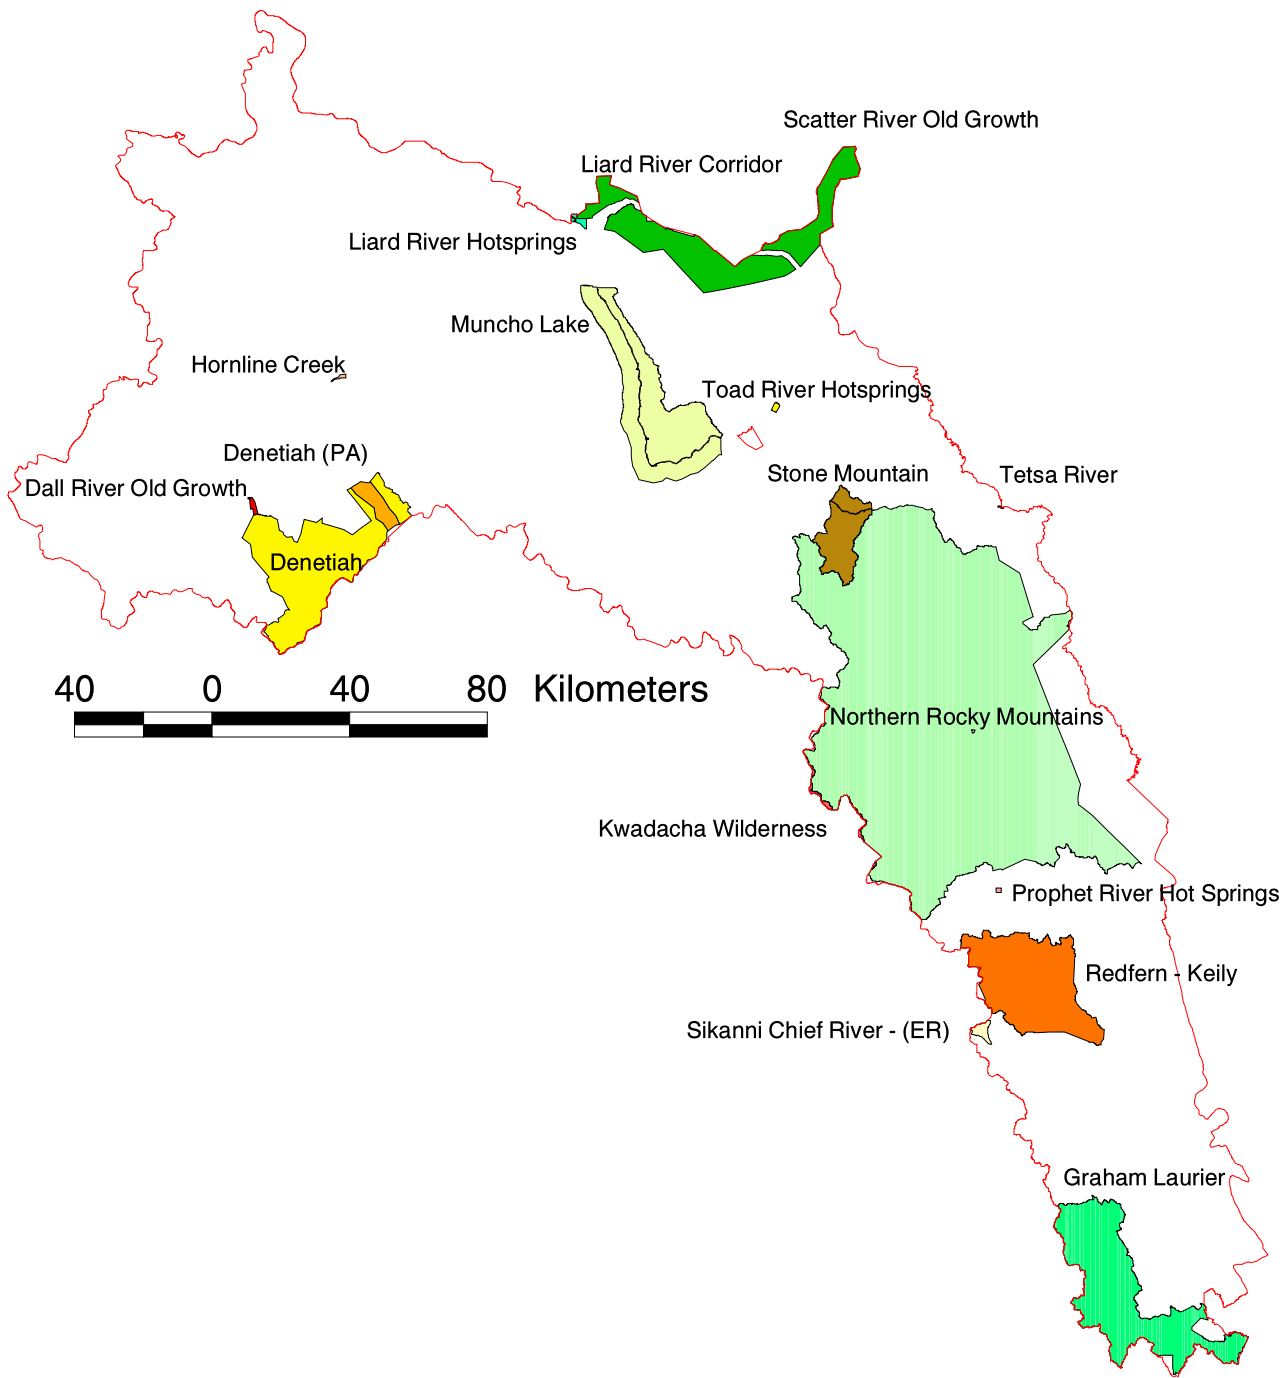 Scatter River Old Growth
Liard River Corridor
Liard River Hotsprings
Muncho Lake
Hornline Creek
Toad River Hotsprings
Denetiah (PA)
Stone Mountain
Tetsa River
Dall River Old Growth
Denetiah
40 0 40 80 Kilometers
Northern Rocky Mountains
Kwadacha Wilderness
Prophet River Hot Springs
Redfern - Keily
Sikanni Chief River - (ER)
Graham Laurier